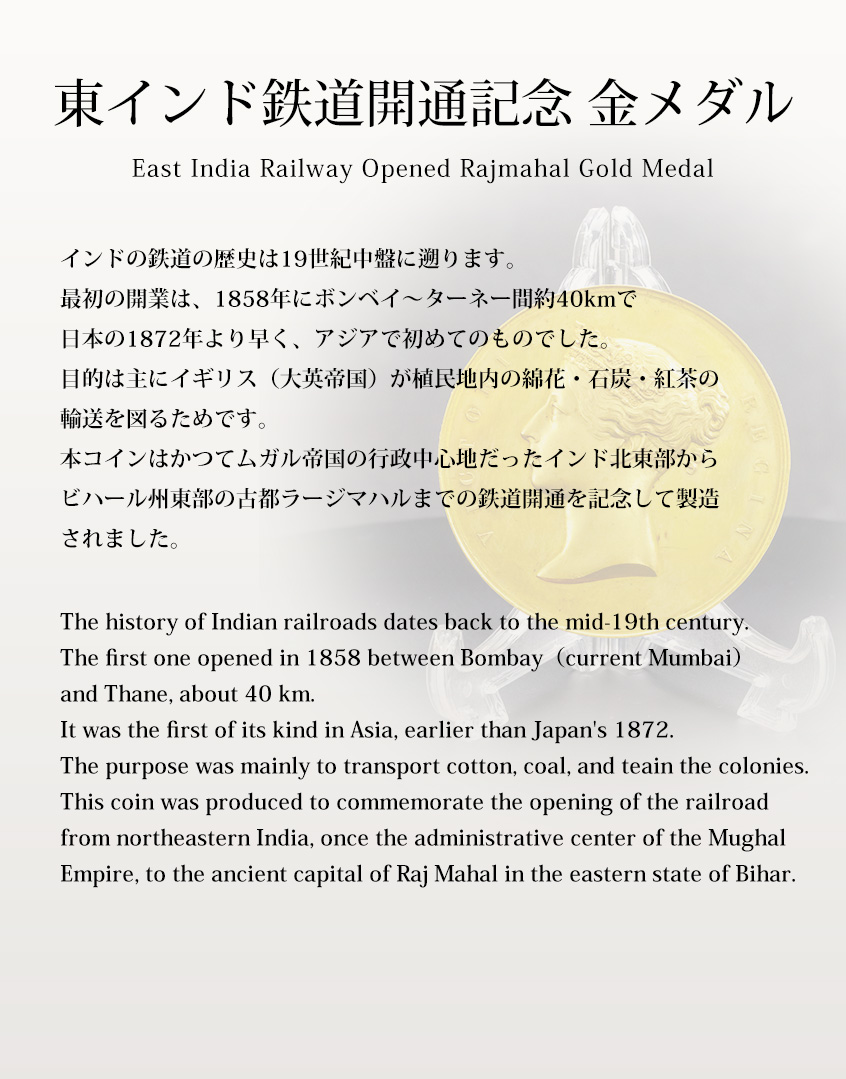 東インド鉄道開通記念 金メダル
East India Railway Opened Rajmahal Gold Medal
インドの鉄道の歴史は19世紀中盤に遡ります。
最初の開業は、1858年にボンベイ～ターネー間約40kmで
日本の1872年より早く、アジアで初めてのものでした。
目的は主にイギリス（大英帝国）が植民地内の綿花・石炭・紅茶の
輸送を図るためです。
本コインはかつてムガル帝国の行政中心地だったインド北東部から
ビハール州東部の古都ラージマハルまでの鉄道開通を記念して製造
されました。
The history of Indian railroads dates back to the mid-19th century.
The first one opened in 1858 between Bombay（current Mumbai）
and Thane, about 40 km.
It was the first of its kind in Asia, earlier than Japan's 1872.
The purpose was mainly to transport cotton, coal, and teain the colonies.
This coin was produced to commemorate the opening of the railroad
from northeastern India, once the administrative center of the Mughal
Empire, to the ancient capital of Raj Mahal in the eastern state of Bihar.
REGINA